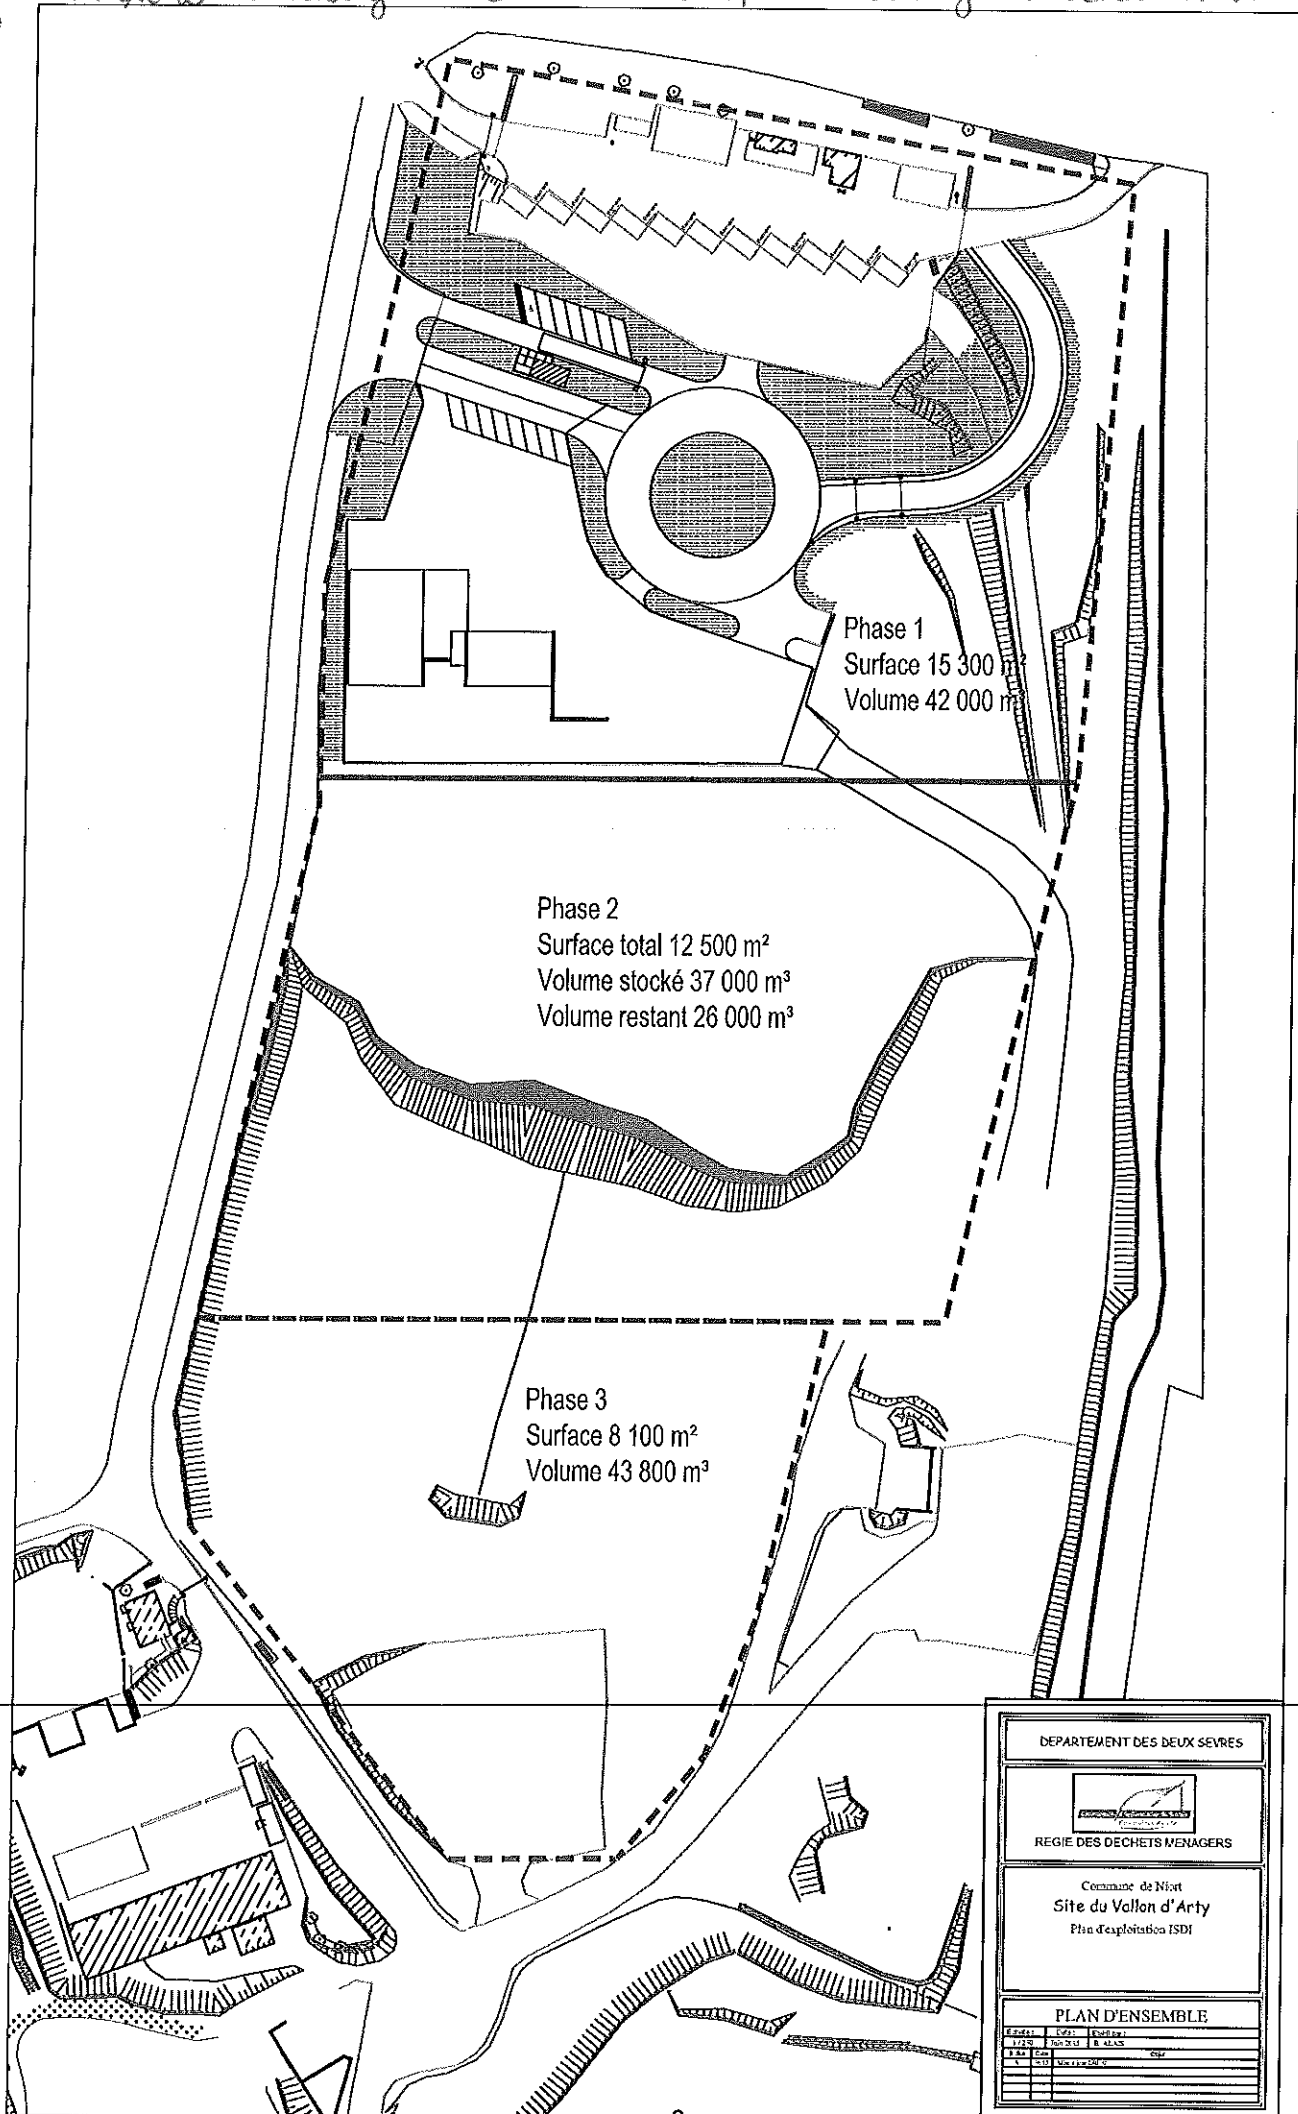 Phase 1
Surface 15 300 m²
Volume 42 000 m³
Phase 2
Surface total 12 500 m²
Volume stocké 37 000 m³
Volume restant 26 000 m³
Phase 3
Surface 8 100 m²
Volume 43 800 m³
DEPARTEMENT DES DEUX SEVRES
REGIE DES DECHETS MENAGERS
Commune de Niort
Site du Vallon d'Arty
Plan d'exploitation ISDI
PLAN D'ENSEMBLE